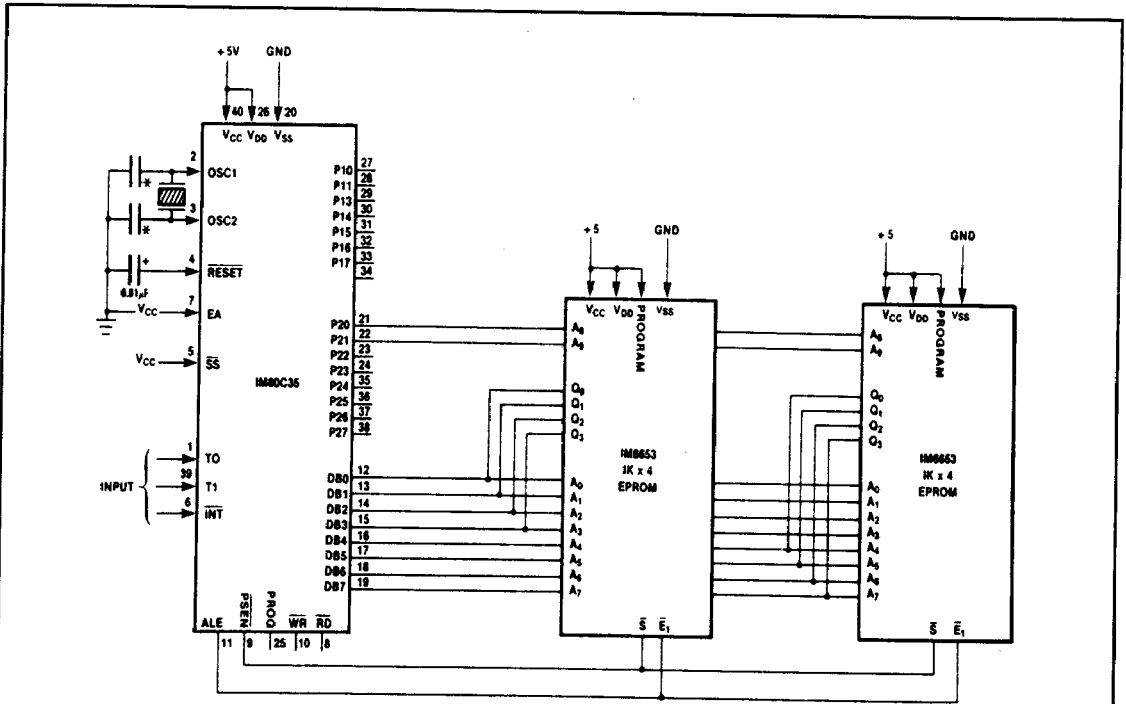 +5V GND
40 26 20
VCC VDD VSS
2
OSC1
*
3
OSC2
*
4
RESET
+
7
VCC
EA
5
VCC
SS
IM80C35
1
T0
39
INPUT
T1
6
INT
P10 27
P11 28
P13 29
P14 30
P15 31
P16 32
P17 33
34
P20 21
P21 22
P22 23
P23 24
P24 35
P25 36
P26 37
P27 38
DB0 12
DB1 13
DB2 14
DB3 15
DB4 16
DB5 17
DB6 18
DB7 19
ALE PSEN PROG WR RD
11 9 25 10 8
+5 GND
VCC VDD PROGRAM VSS
A8
A9
Q0
Q1
Q2
Q3
IM6653
1K x 4
EPROM
A0
A1
A2
A3
A4
A5
A6
A7
S E1
+5 GND
VCC VDD PROGRAM VSS
A8
A9
Q0
Q1
Q2
Q3
IM6653
1K x 4
EPROM
A0
A1
A2
A3
A4
A5
A6
A7
S E1